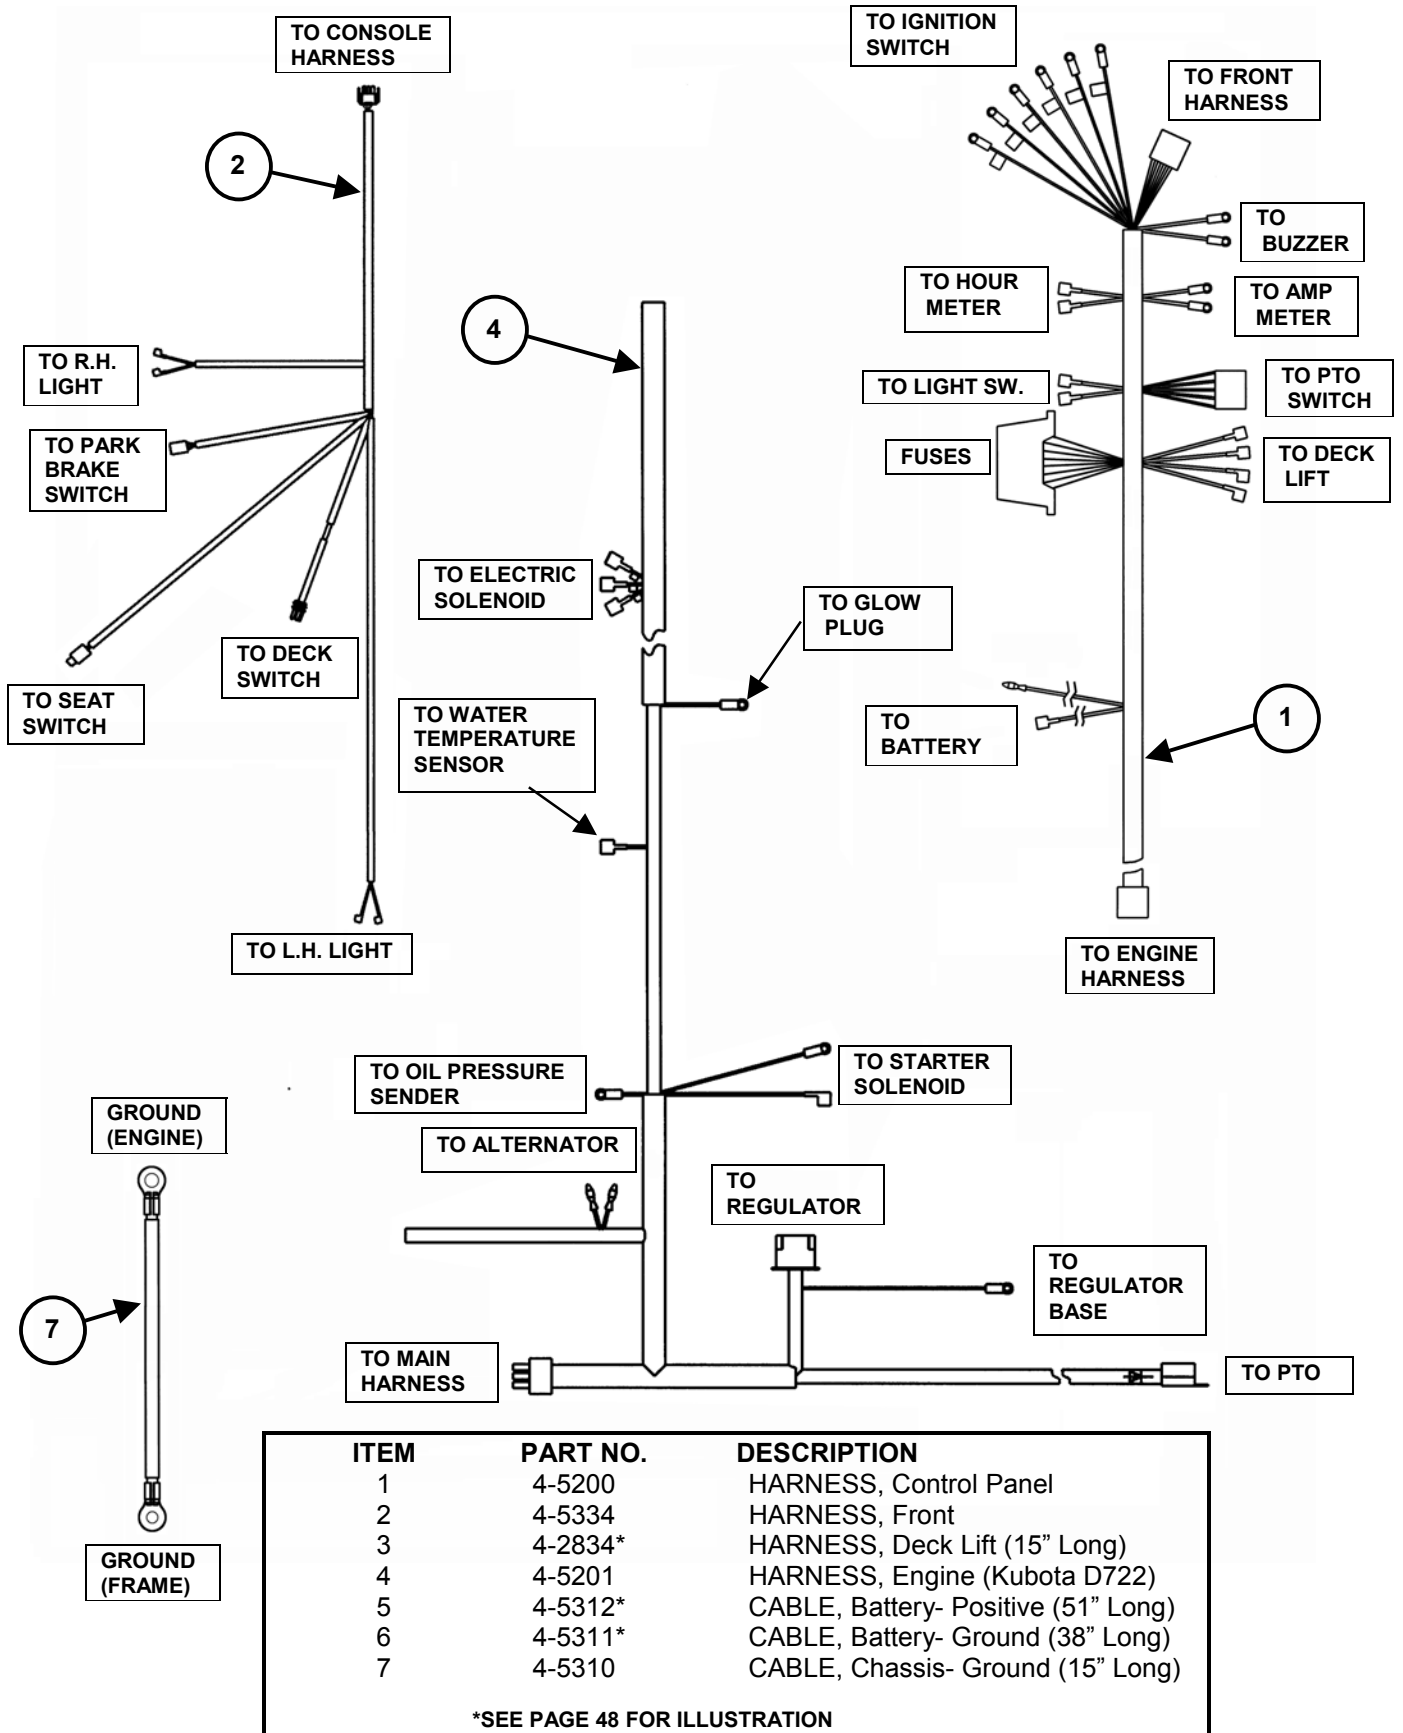 TO CONSOLE
HARNESS
2
TO R.H.
LIGHT
TO PARK
BRAKE
SWITCH
TO SEAT
SWITCH
TO DECK
SWITCH
TO L.H. LIGHT
4
TO ELECTRIC
SOLENOID
TO GLOW
PLUG
TO WATER
TEMPERATURE
SENSOR
TO OIL PRESSURE
SENDER
TO STARTER
SOLENOID
TO ALTERNATOR
TO
REGULATOR
TO
REGULATOR
BASE
TO MAIN
HARNESS
TO PTO
TO IGNITION
SWITCH
TO FRONT
HARNESS
TO
BUZZER
TO HOUR
METER
TO AMP
METER
TO LIGHT SW.
TO PTO
SWITCH
FUSES
TO DECK
LIFT
TO
BATTERY
1
TO ENGINE
HARNESS
GROUND
(ENGINE)
7
GROUND
(FRAME)
ITEM PART NO. DESCRIPTION
1 4-5200 HARNESS, Control Panel
2 4-5334 HARNESS, Front
3 4-2834* HARNESS, Deck Lift (15” Long)
4 4-5201 HARNESS, Engine (Kubota D722)
5 4-5312* CABLE, Battery- Positive (51” Long)
6 4-5311* CABLE, Battery- Ground (38” Long)
7 4-5310 CABLE, Chassis- Ground (15” Long)
*SEE PAGE 48 FOR ILLUSTRATION